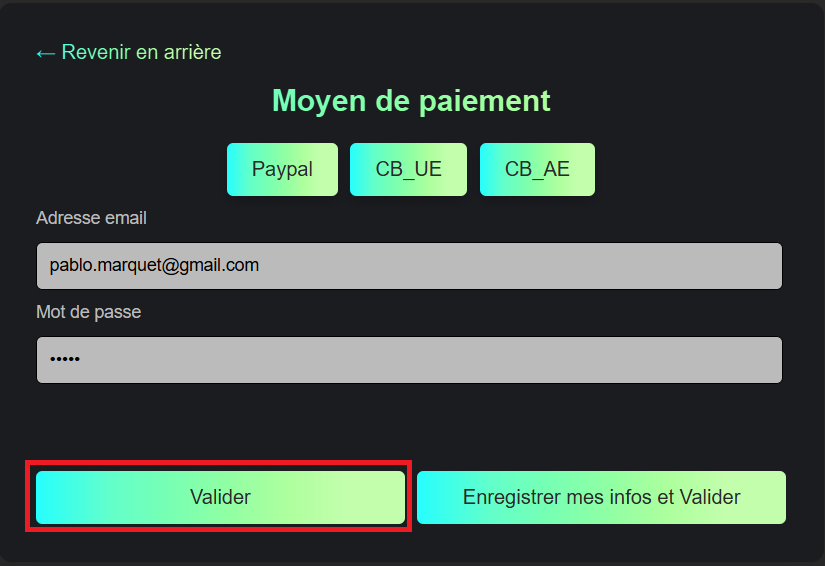 ← Revenir en arrière
Moyen de paiement
Paypal CB_UE CB_AE
Adresse email
pablo.marquet@gmail.com
Mot de passe
•••••
Valider Enregistrer mes infos et Valider